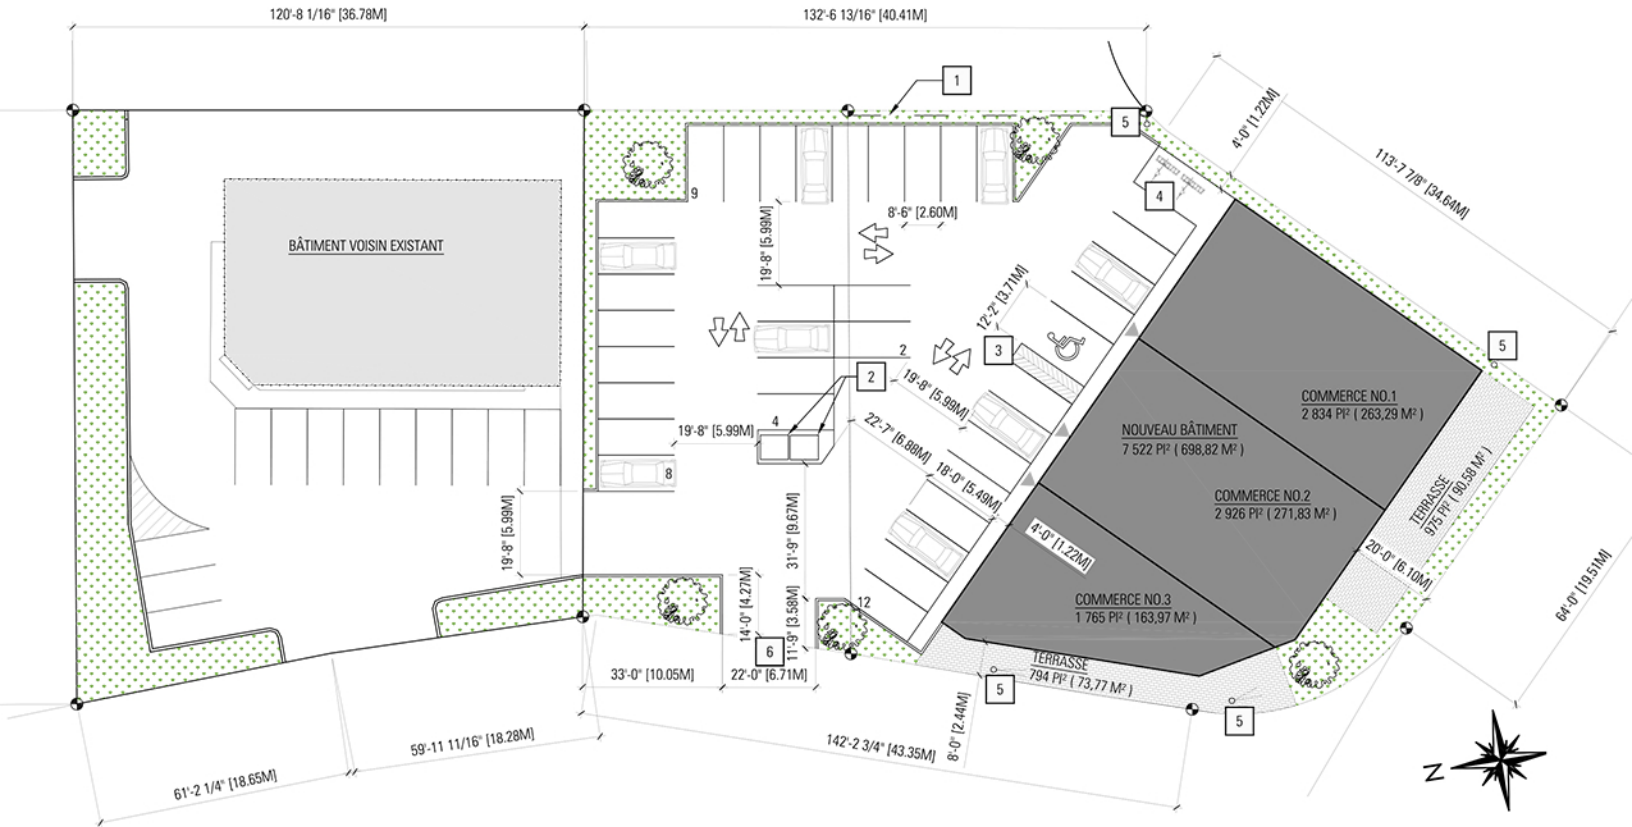 120'-8 1/16" [36.78M]
132'-6 13/16" [40.41M]
1
5
4'-0" [1.22M]
113'-7 7/8" [34.64M]
9
4
8'-6" [2.60M]
19'-8" [5.99M]
BÂTIMENT VOISIN EXISTANT
12'-2" [3.71M]
3
2
2
5
19'-8" [5.99M]
COMMERCE NO.1
2 834 PI² ( 263,29 M²)
4
19'-8" [5.99M]
22'-7" [6.88M]
NOUVEAU BÂTIMENT
7 522 PI² ( 698,82 M² )
8
18'-0" [5.49M]
COMMERCE NO.2
2 926 PI² ( 271,83 M² )
TERRASSE
975 PI² ( 90,58 M² )
19'-8" [5.99M]
31'-9" [9.67M]
4'-0" [1.22M]
20'-0" [6.10M]
64'-0" [19.51M]
14'-0" [4.27M]
11'-9" [3.58M]
12
COMMERCE NO.3
1 765 PI² ( 163,97 M² )
6
33'-0" [10.05M]
22'-0" [6.71M]
TERRASSE
794 PI² ( 73,77 M² )
5
5
8'-0" [2.44M]
59'-11 11/16" [18.28M]
142'-2 3/4" [43.35M]
61'-2 1/4" [18.65M]
N